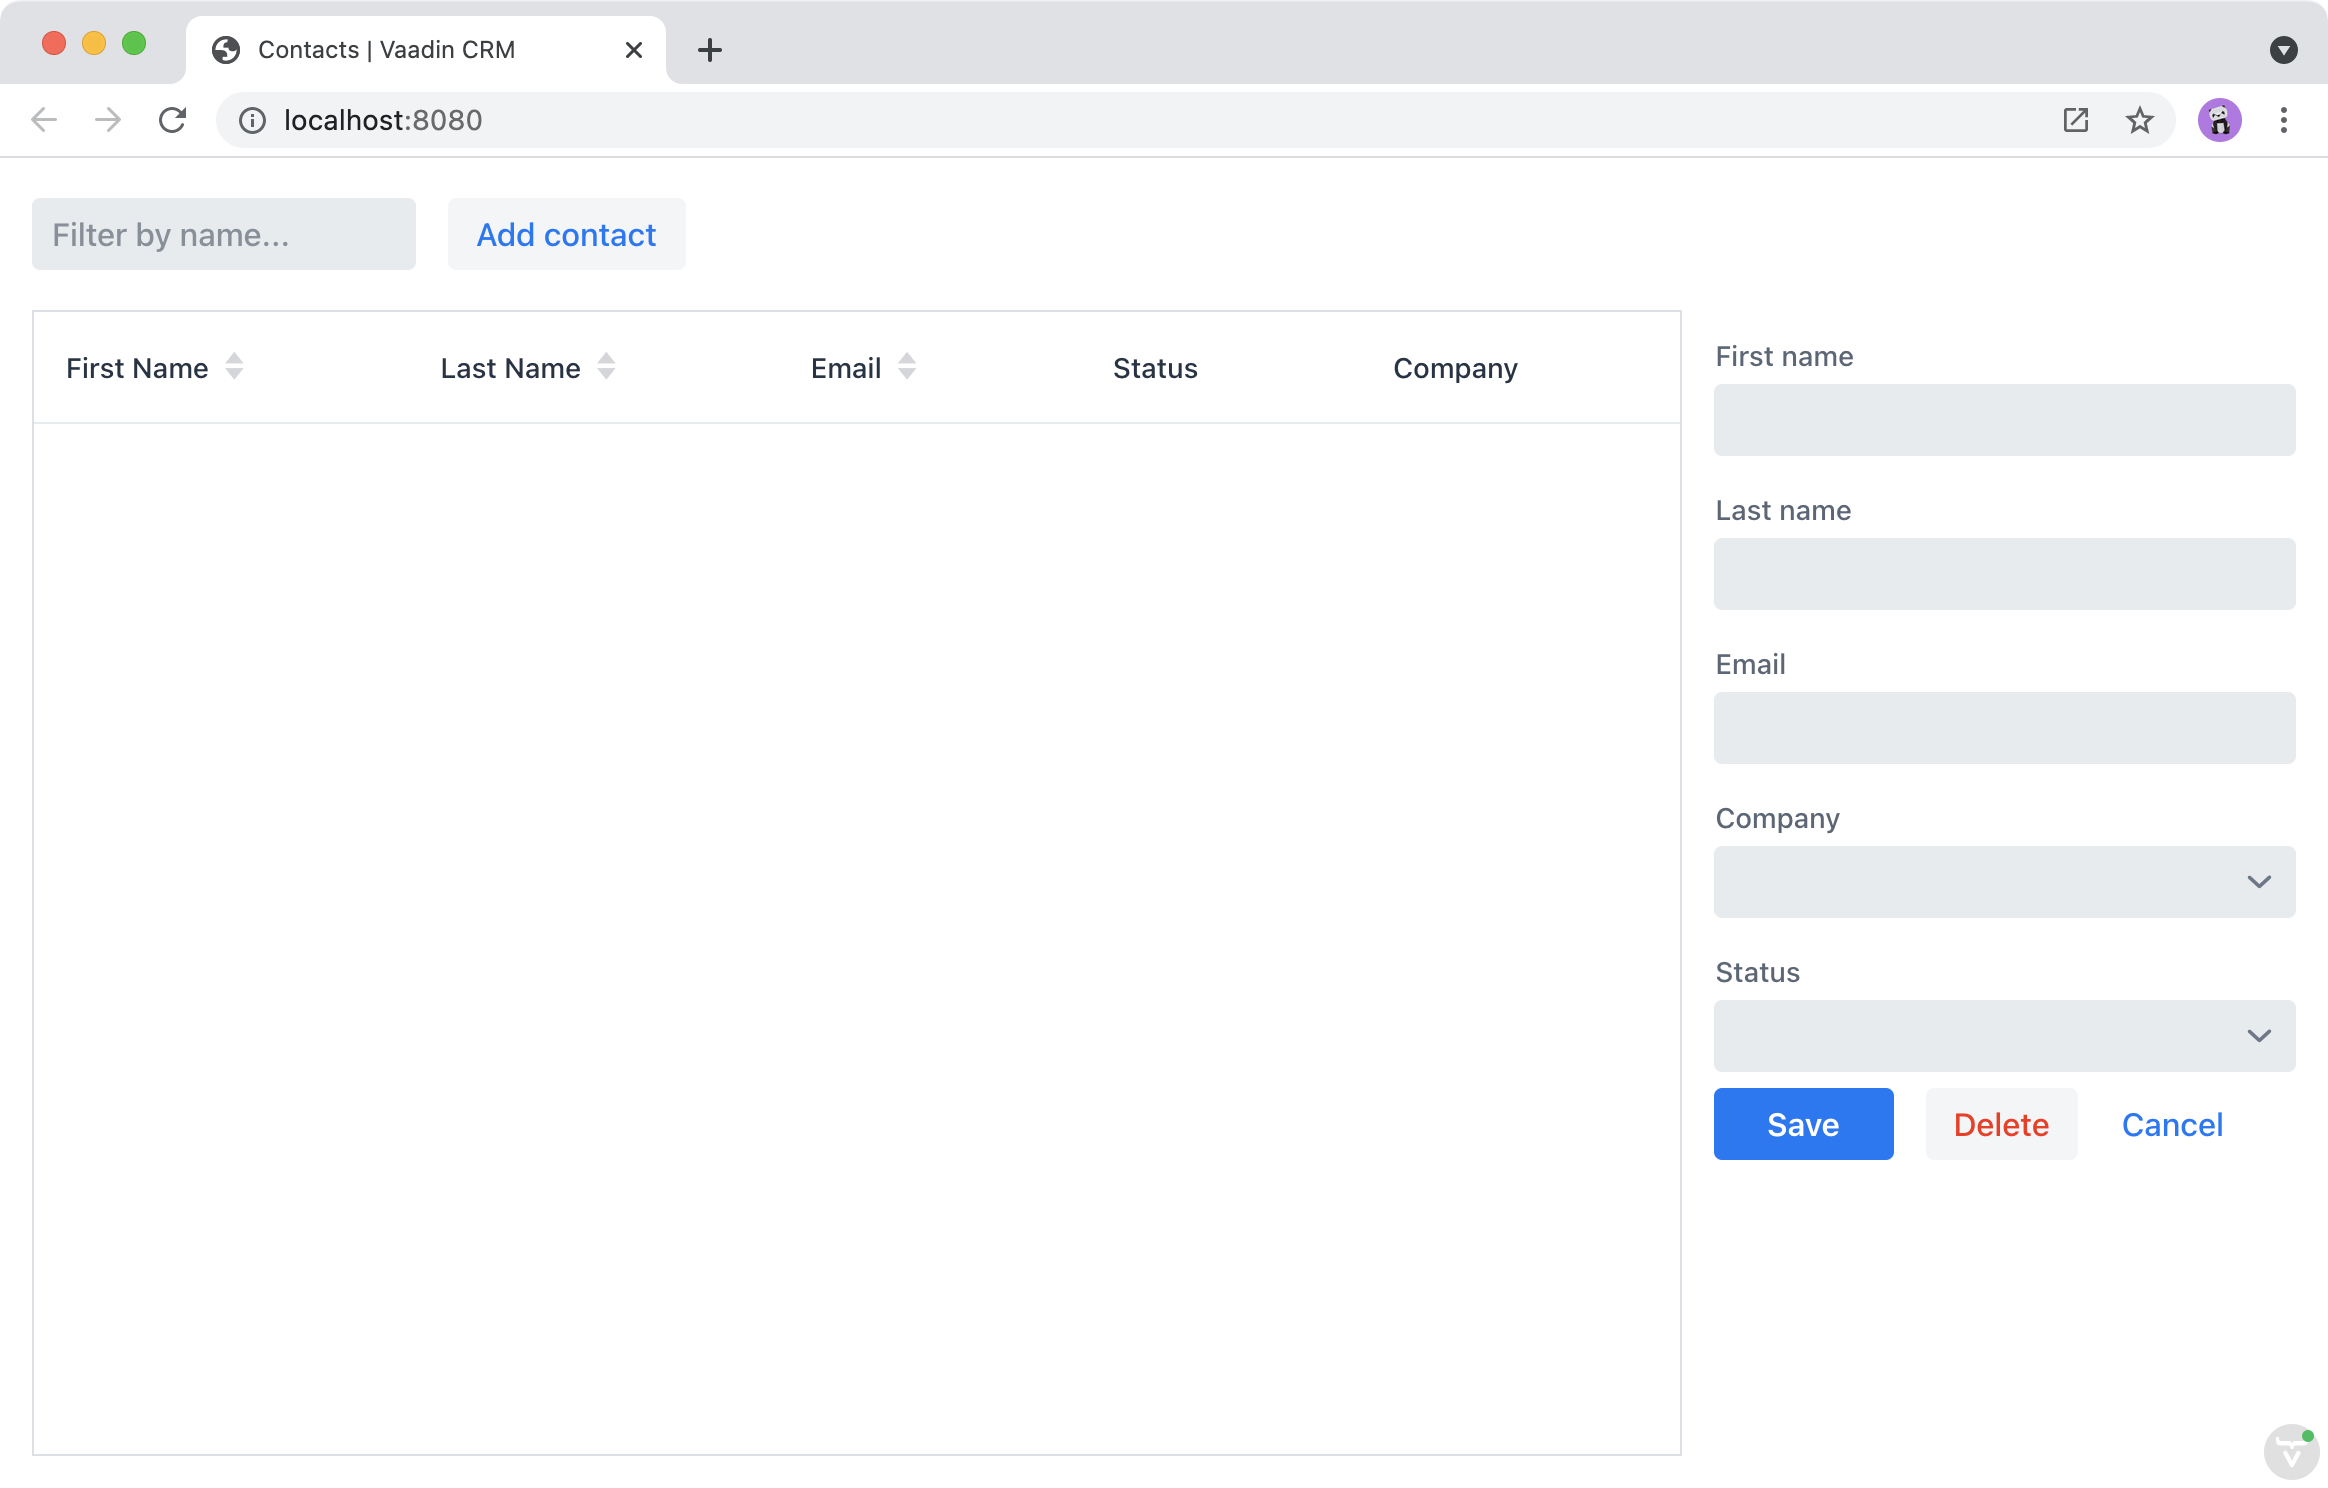 Contacts | Vaadin CRM
localhost:8080
Filter by name...
Add contact
First Name
Last Name
Email
Status
Company
First name
Last name
Email
Company
Status
Save
Delete
Cancel